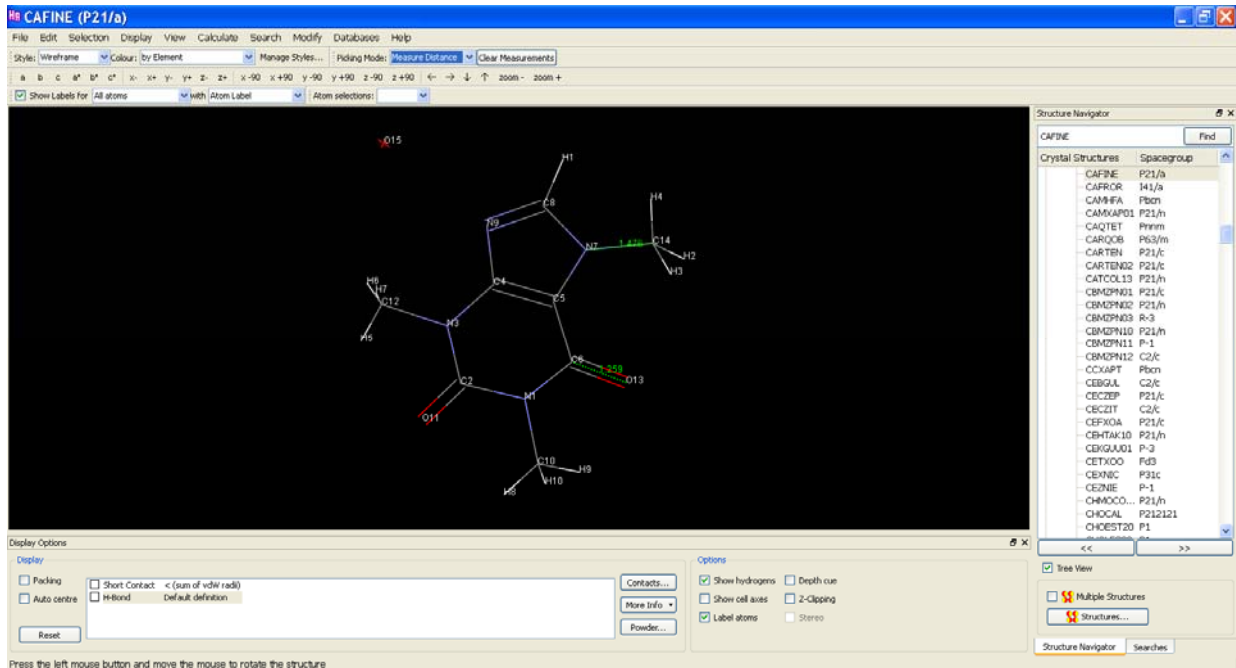 CAFINE (P21/a)
File Edit Selection Display View Calculate Search Modify Databases Help
Style: Wireframe Colour: by Element Manage Styles... Picking Mode: Measure Distance Clear Measurements
a b c a* b* c* x- x+ y- y+ z- z+ x-90 x+90 y-90 y+90 z-90 z+90 ← → ↓ ↑ zoom- zoom+
Show Labels for All atoms with Atom Label Atom selections:
O15
H1
H4
C8
N9
N7 1.476 C14
H2
H3
C4
C5
H6
H7
C12
N3
H5
C6
1.259
O13
C2
N1
O11
C10
H9
H10
H8
Structure Navigator
CAFINE Find
Crystal Structures Spacegroup
CAFINE P21/a
CAFROR I41/a
CAMHFA Pbcn
CAMXAP01 P21/n
CAQTET Pnnm
CARQOB P63/m
CARTEN P21/c
CARTEN02 P21/c
CATCOL13 P21/n
CBMZPN01 P21/c
CBMZPN02 P21/n
CBMZPN03 R-3
CBMZPN10 P21/n
CBMZPN11 P-1
CBMZPN12 C2/c
CCXAPT Pbcn
CEBGUL C2/c
CECZEP P21/c
CECZIT C2/c
CEFXOA P21/c
CEHTAK10 P21/n
CEKGUU01 P-3
CETXOO Fd3
CEXNIC P31c
CEZNIE P-1
CHMOCO... P21/n
CHOCAL P212121
CHOEST20 P1
<< >>
Tree View
Multiple Structures
Structures...
Structure Navigator Searches
Display Options
Display
Packing
Auto centre
Reset
Short Contact < (sum of vdW radii)
H-Bond Default definition
Contacts...
More Info
Powder...
Options
Show hydrogens Depth cue
Show cell axes Z-Clipping
Label atoms Stereo
Press the left mouse button and move the mouse to rotate the structure